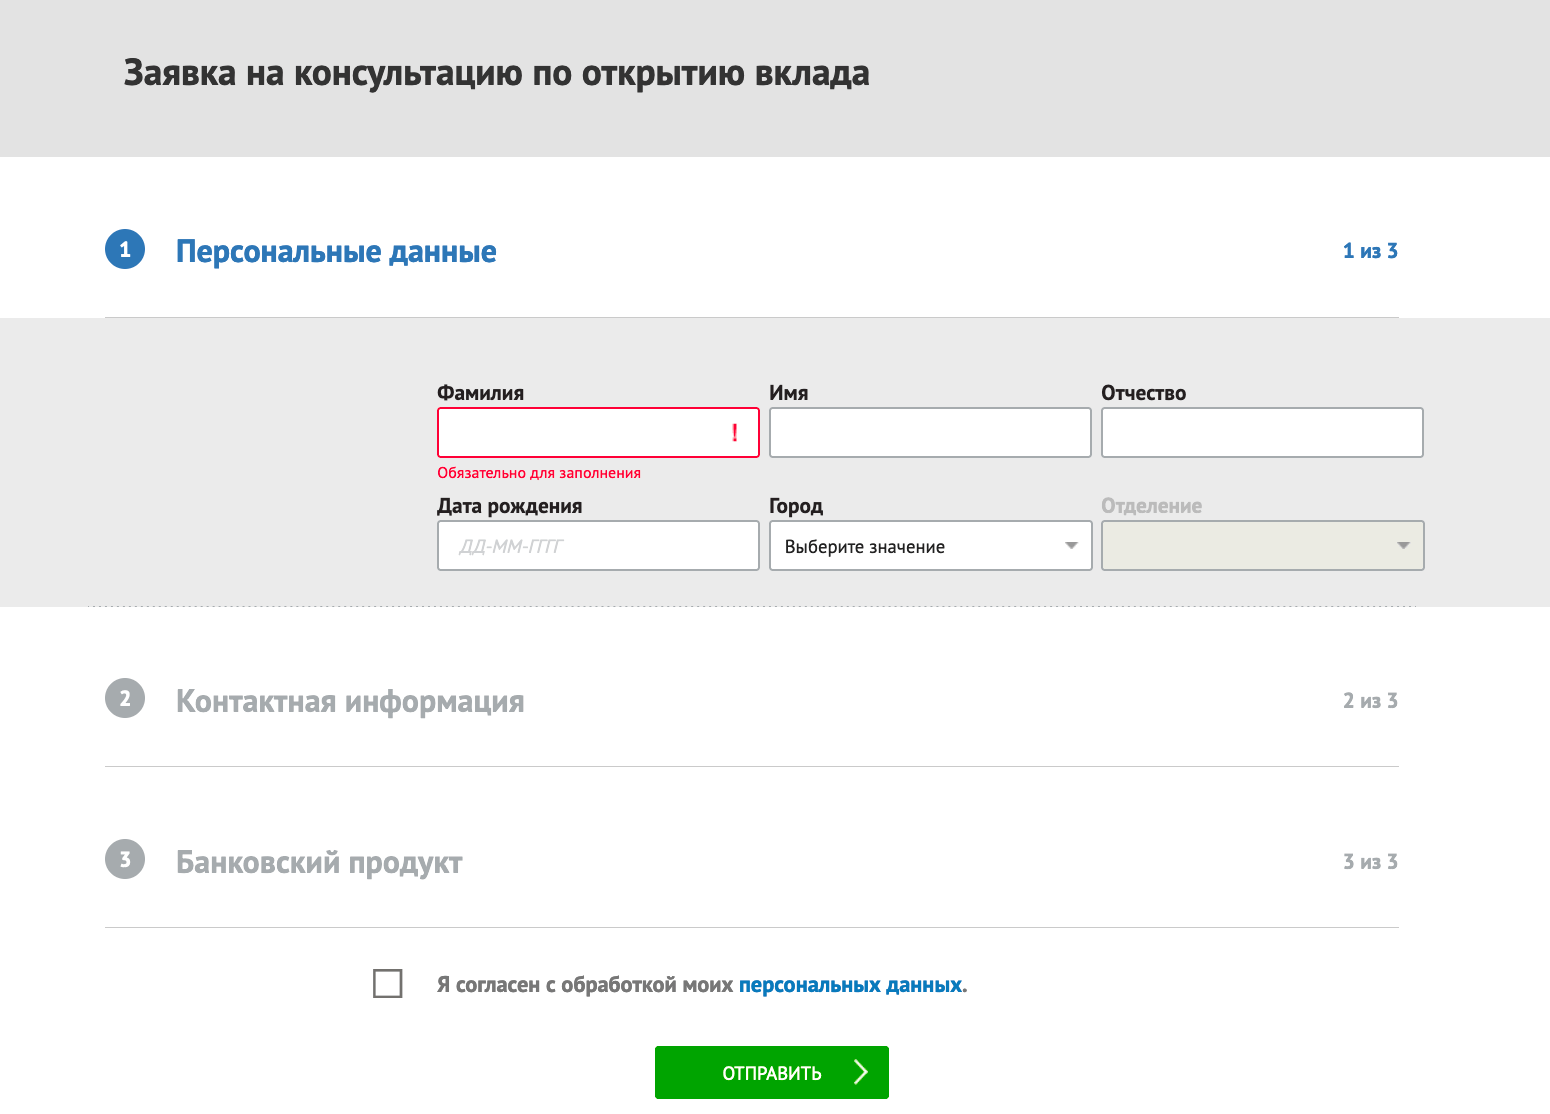 Заявка на консультацию по открытию вклада
1 Персональные данные 1 из 3
Фамилия Имя Отчество
!
Обязательно для заполнения
Дата рождения Город Отделение
ДД-ММ-ГГГГ Выберите значение
2 Контактная информация 2 из 3
3 Банковский продукт 3 из 3
Я согласен с обработкой моих персональных данных.
ОТПРАВИТЬ